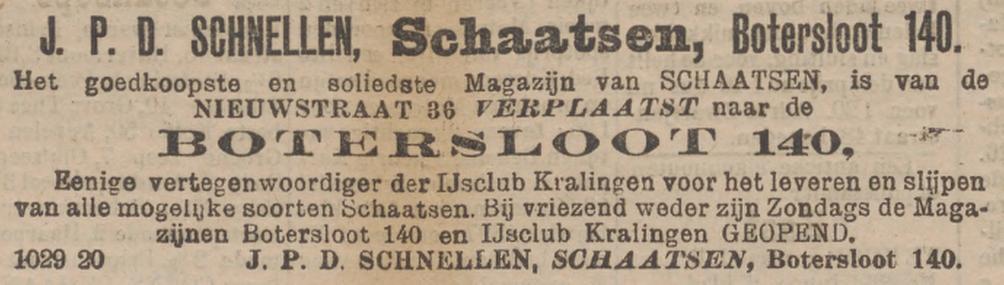 J. P. D. SCHNELLEN, Schaatsen, Botersloot 140.
Het goedkoopste en soliedste Magazijn van SCHAATSEN, is van de
NIEUWSTRAAT 36 VERPLAATST naar de
BOTERSLOOT 140,
Eenige vertegenwoordiger der IJsclub Kralingen voor het leveren en slijpen
van alle mogelijke soorten Schaatsen. Bij vriezend weder zijn Zondags de Maga-
zijnen Botersloot 140 en IJsclub Kralingen GEOPEND.
1029 20 J. P. D. SCHNELLEN, SCHAATSEN, Botersloot 140.